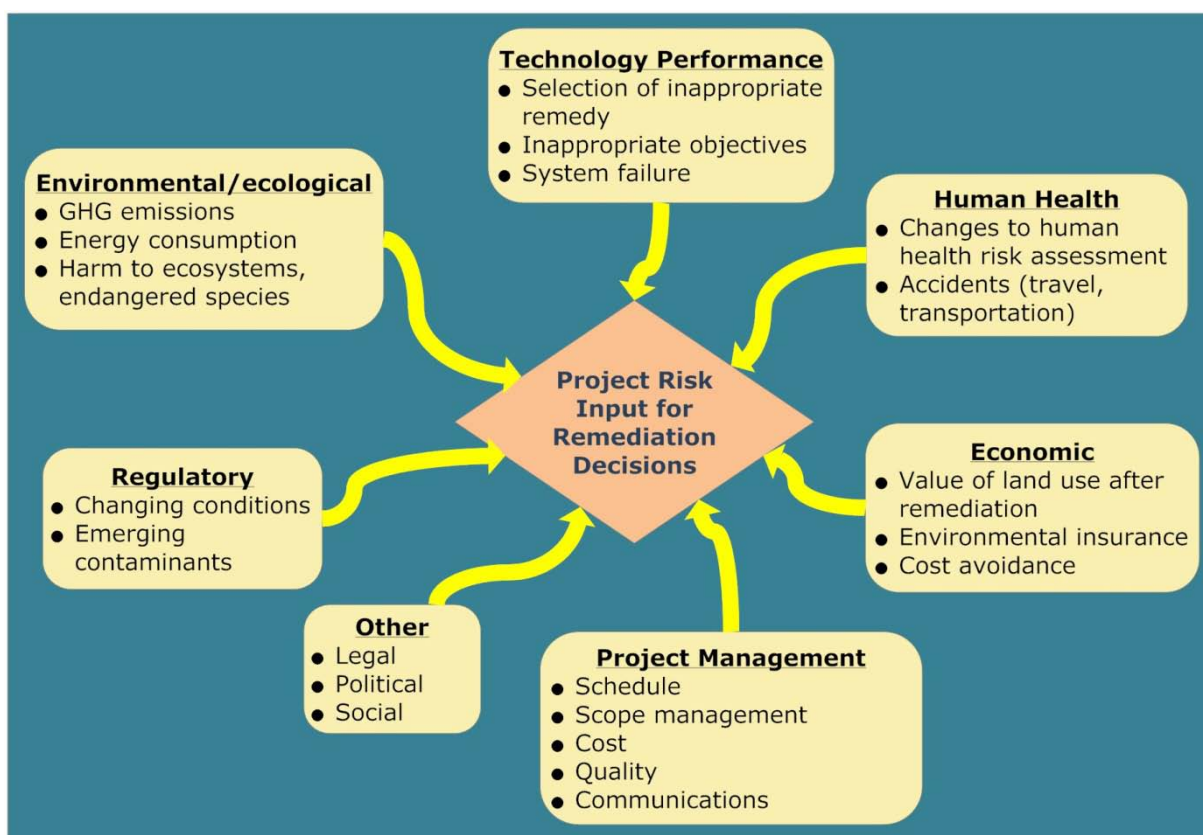 Technology Performance
● Selection of inappropriate
remedy
● Inappropriate objectives
● System failure
Environmental/ecological
● GHG emissions
● Energy consumption
● Harm to ecosystems,
endangered species
Human Health
● Changes to human
health risk assessment
● Accidents (travel,
transportation)
Project Risk
Input for
Remediation
Decisions
Regulatory
● Changing conditions
● Emerging
contaminants
Economic
● Value of land use after
remediation
● Environmental insurance
● Cost avoidance
Other
● Legal
● Political
● Social
Project Management
● Schedule
● Scope management
● Cost
● Quality
● Communications